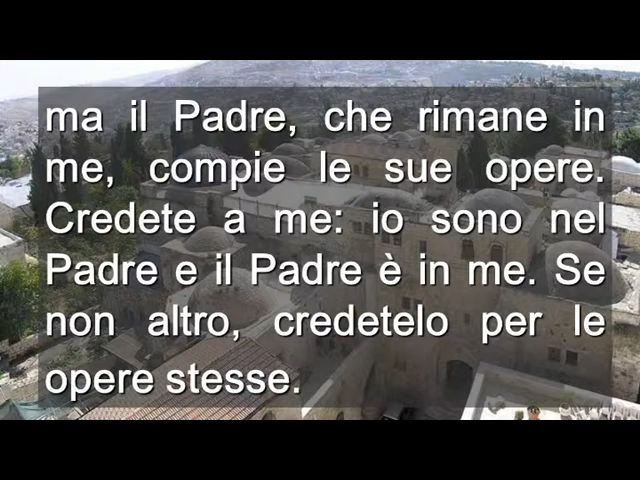 ma il Padre, che rimane in
me, compie le sue opere.
Credete a me: io sono nel
Padre e il Padre è in me. Se
non altro, credetelo per le
opere stesse.